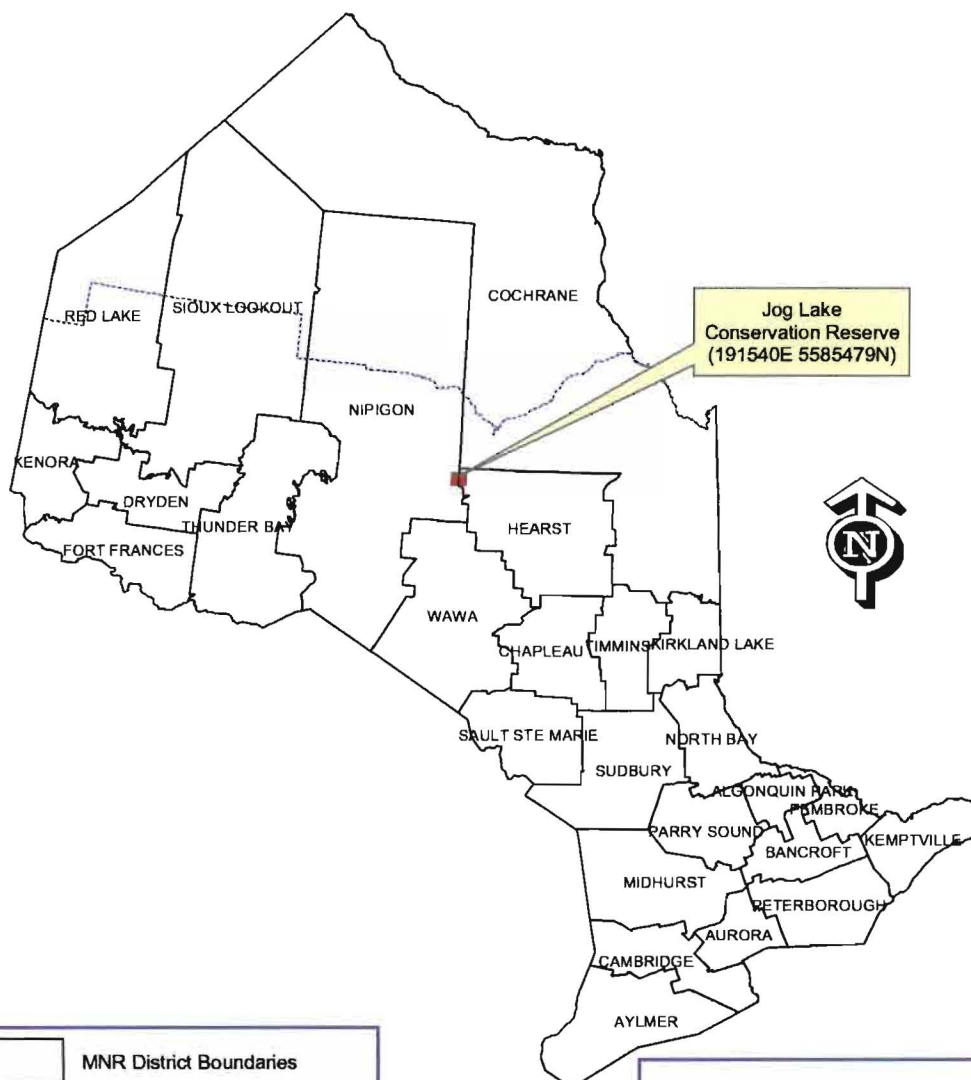 COCHRANE
Jog Lake
Conservation Reserve
(191540E 5585479N)
RED LAKE
SIOUX LOOKOUT
NIPIGON
KENORA
DRYDEN
THUNDER BAY
FORT FRANCES
HEARST
N
WAWA
CHAPLEAU
TIMMINS
KIRKLAND LAKE
SAULT STE MARIE
NORTH BAY
SUDBURY
ALGONQUIN PARK
PEMBROKE
PARRY SOUND
KEMPTVILLE
BANCROFT
MIDHURST
PETERBOROUGH
AURORA
CAMBRIDGE
AYLMER
MNR District Boundaries